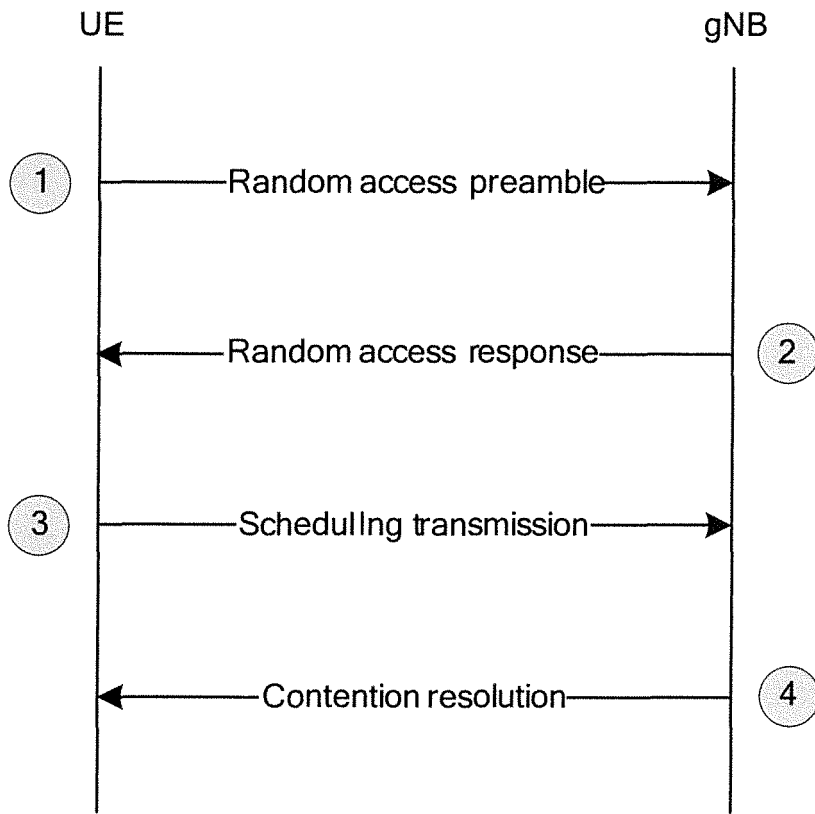 UE
gNB
1
Random access preamble
Random access response
2
3
SchedulIng transmission
Contention resolution
4